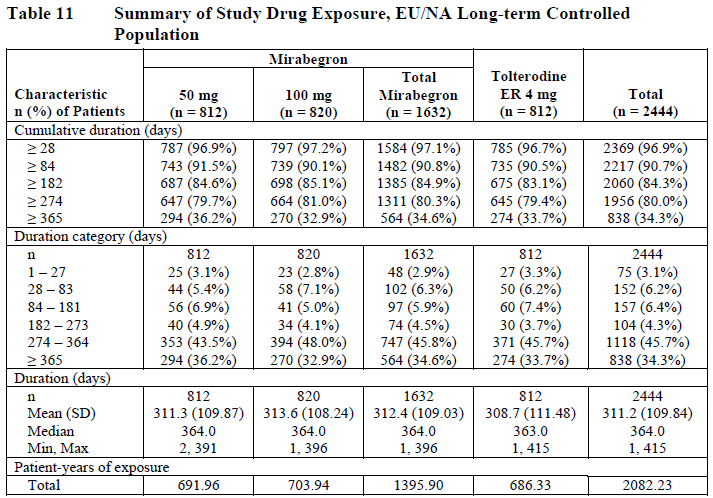 Table 11 Summary of Study Drug Exposure, EU/NA Long-term Controlled
Population
Mirabegron
Characteristic n (%) of Patients 50 mg (n = 812) 100 mg (n = 820) Total Mirabegron (n = 1632) Tolterodine ER 4 mg (n = 812) Total (n = 2444)
Cumulative duration (days)
≥ 28 787 (96.9%) 797 (97.2%) 1584 (97.1%) 785 (96.7%) 2369 (96.9%)
≥ 84 743 (91.5%) 739 (90.1%) 1482 (90.8%) 735 (90.5%) 2217 (90.7%)
≥ 182 687 (84.6%) 698 (85.1%) 1385 (84.9%) 675 (83.1%) 2060 (84.3%)
≥ 274 647 (79.7%) 664 (81.0%) 1311 (80.3%) 645 (79.4%) 1956 (80.0%)
≥ 365 294 (36.2%) 270 (32.9%) 564 (34.6%) 274 (33.7%) 838 (34.3%)
Duration category (days)
n 812 820 1632 812 2444
1 – 27 25 (3.1%) 23 (2.8%) 48 (2.9%) 27 (3.3%) 75 (3.1%)
28 – 83 44 (5.4%) 58 (7.1%) 102 (6.3%) 50 (6.2%) 152 (6.2%)
84 – 181 56 (6.9%) 41 (5.0%) 97 (5.9%) 60 (7.4%) 157 (6.4%)
182 – 273 40 (4.9%) 34 (4.1%) 74 (4.5%) 30 (3.7%) 104 (4.3%)
274 – 364 353 (43.5%) 394 (48.0%) 747 (45.8%) 371 (45.7%) 1118 (45.7%)
≥ 365 294 (36.2%) 270 (32.9%) 564 (34.6%) 274 (33.7%) 838 (34.3%)
Duration (days)
n 812 820 1632 812 2444
Mean (SD) 311.3 (109.87) 313.6 (108.24) 312.4 (109.03) 308.7 (111.48) 311.2 (109.84)
Median 364.0 364.0 364.0 363.0 364.0
Min, Max 2, 391 1, 396 1, 396 1, 415 1, 415
Patient-years of exposure
Total 691.96 703.94 1395.90 686.33 2082.23